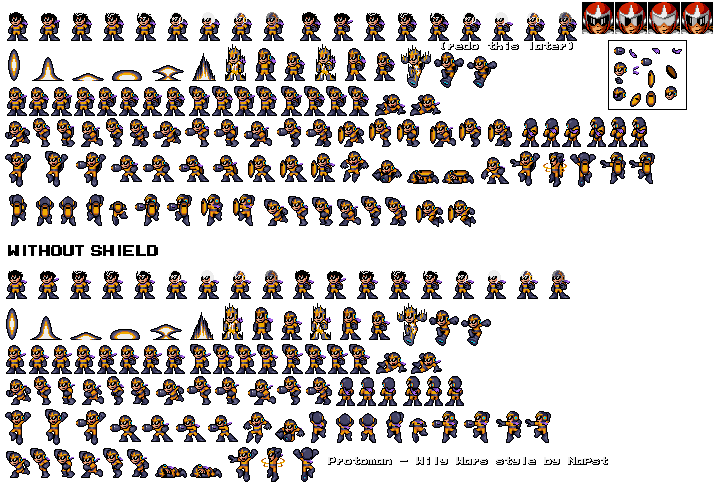 (redo this later)
WITHOUT SHIELD
Protoman - Wily Wars style by NaPst